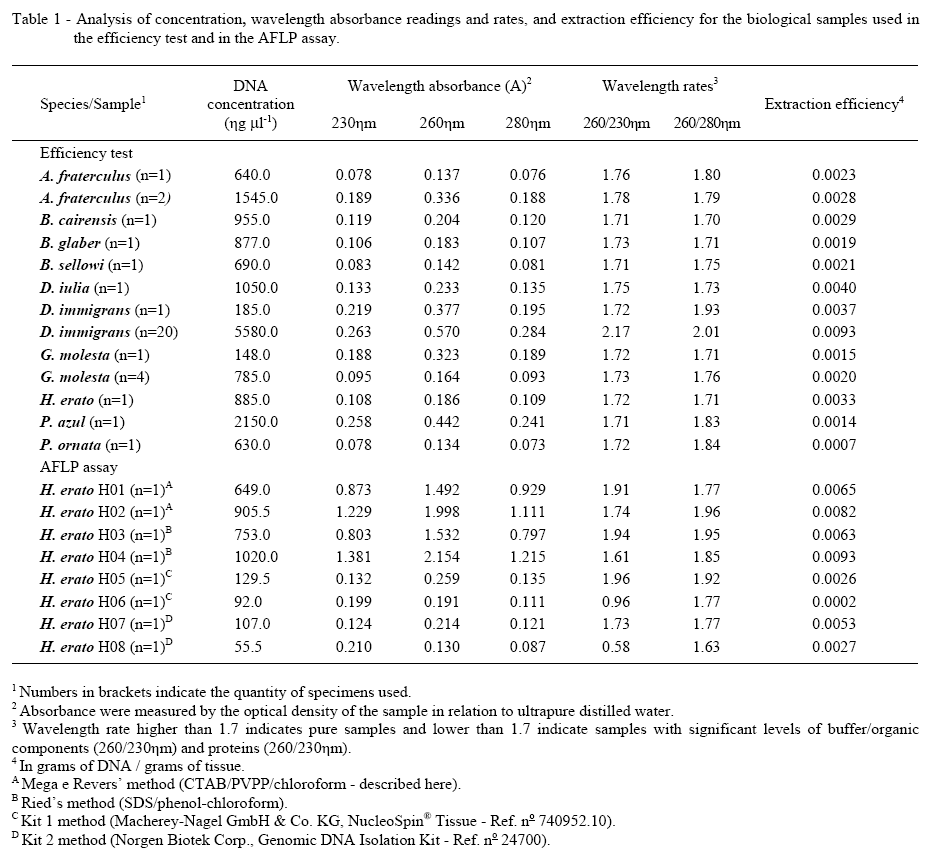 Table 1 - Analysis of concentration, wavelength absorbance readings and rates, and extraction efficiency for the biological samples used in
the efficiency test and in the AFLP assay.
Species/Sample¹ DNA concentration (ηg μl⁻¹) Wavelength absorbance (A)² Wavelength rates³ Extraction efficiency⁴
230ηm 260ηm 280ηm 260/230ηm 260/280ηm
Efficiency test
A. fraterculus (n=1) 640.0 0.078 0.137 0.076 1.76 1.80 0.0023
A. fraterculus (n=2) 1545.0 0.189 0.336 0.188 1.78 1.79 0.0028
B. cairensis (n=1) 955.0 0.119 0.204 0.120 1.71 1.70 0.0029
B. glaber (n=1) 877.0 0.106 0.183 0.107 1.73 1.71 0.0019
B. sellowi (n=1) 690.0 0.083 0.142 0.081 1.71 1.75 0.0021
D. iulia (n=1) 1050.0 0.133 0.233 0.135 1.75 1.73 0.0040
D. immigrans (n=1) 185.0 0.219 0.377 0.195 1.72 1.93 0.0037
D. immigrans (n=20) 5580.0 0.263 0.570 0.284 2.17 2.01 0.0093
G. molesta (n=1) 148.0 0.188 0.323 0.189 1.72 1.71 0.0015
G. molesta (n=4) 785.0 0.095 0.164 0.093 1.73 1.76 0.0020
H. erato (n=1) 885.0 0.108 0.186 0.109 1.72 1.71 0.0033
P. azul (n=1) 2150.0 0.258 0.442 0.241 1.71 1.83 0.0014
P. ornata (n=1) 630.0 0.078 0.134 0.073 1.72 1.84 0.0007
AFLP assay
H. erato H01 (n=1)ᴬ 649.0 0.873 1.492 0.929 1.91 1.77 0.0065
H. erato H02 (n=1)ᴬ 905.5 1.229 1.998 1.111 1.74 1.96 0.0082
H. erato H03 (n=1)ᴮ 753.0 0.803 1.532 0.797 1.94 1.95 0.0063
H. erato H04 (n=1)ᴮ 1020.0 1.381 2.154 1.215 1.61 1.85 0.0093
H. erato H05 (n=1)ᶜ 129.5 0.132 0.259 0.135 1.96 1.92 0.0026
H. erato H06 (n=1)ᶜ 92.0 0.199 0.191 0.111 0.96 1.77 0.0002
H. erato H07 (n=1)ᴰ 107.0 0.124 0.214 0.121 1.73 1.77 0.0053
H. erato H08 (n=1)ᴰ 55.5 0.210 0.130 0.087 0.58 1.63 0.0027
¹ Numbers in brackets indicate the quantity of specimens used.
² Absorbance were measured by the optical density of the sample in relation to ultrapure distilled water.
³ Wavelength rate higher than 1.7 indicates pure samples and lower than 1.7 indicate samples with significant levels of buffer/organic
components (260/230ηm) and proteins (260/230ηm).
⁴ In grams of DNA / grams of tissue.
ᴬ Mega e Revers' method (CTAB/PVPP/chloroform - described here).
ᴮ Ried's method (SDS/phenol-chloroform).
ᶜ Kit 1 method (Macherey-Nagel GmbH & Co. KG, NucleoSpin® Tissue - Ref. nº 740952.10).
ᴰ Kit 2 method (Norgen Biotek Corp., Genomic DNA Isolation Kit - Ref. nº 24700).